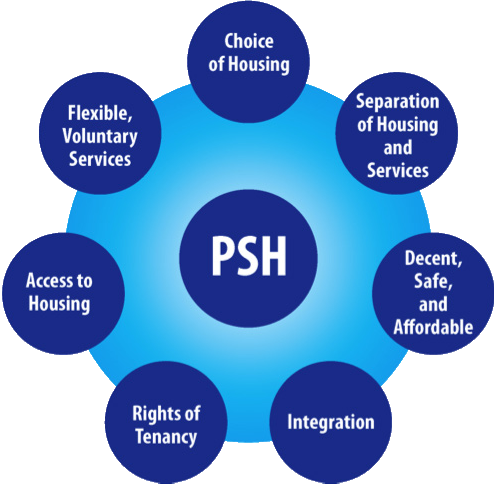 Choice
of Housing
Separation
of Housing
and
Services
Decent,
Safe,
and
Affordable
Integration
Rights of
Tenancy
Access to
Housing
Flexible,
Voluntary
Services
PSH